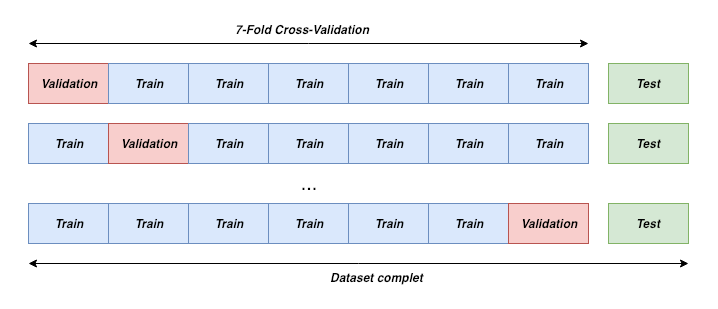 7-Fold Cross-Validation
Validation Train Train Train Train Train Train Test
Train Validation Train Train Train Train Train Test
...
Train Train Train Train Train Train Validation Test
Dataset complet